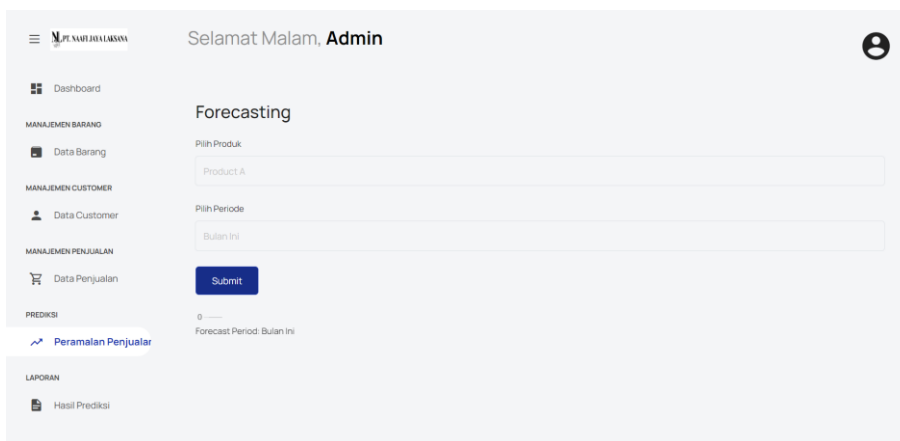 PT. NAAFI JAYA LAKSANA
Selamat Malam, Admin
Dashboard
MANAJEMEN BARANG
Data Barang
MANAJEMEN CUSTOMER
Data Customer
MANAJEMEN PENJUALAN
Data Penjualan
PREDIKSI
Peramalan Penjualan
LAPORAN
Hasil Prediksi
Forecasting
Pilih Produk
Product A
Pilih Periode
Bulan Ini
Submit
0
Forecast Period: Bulan Ini